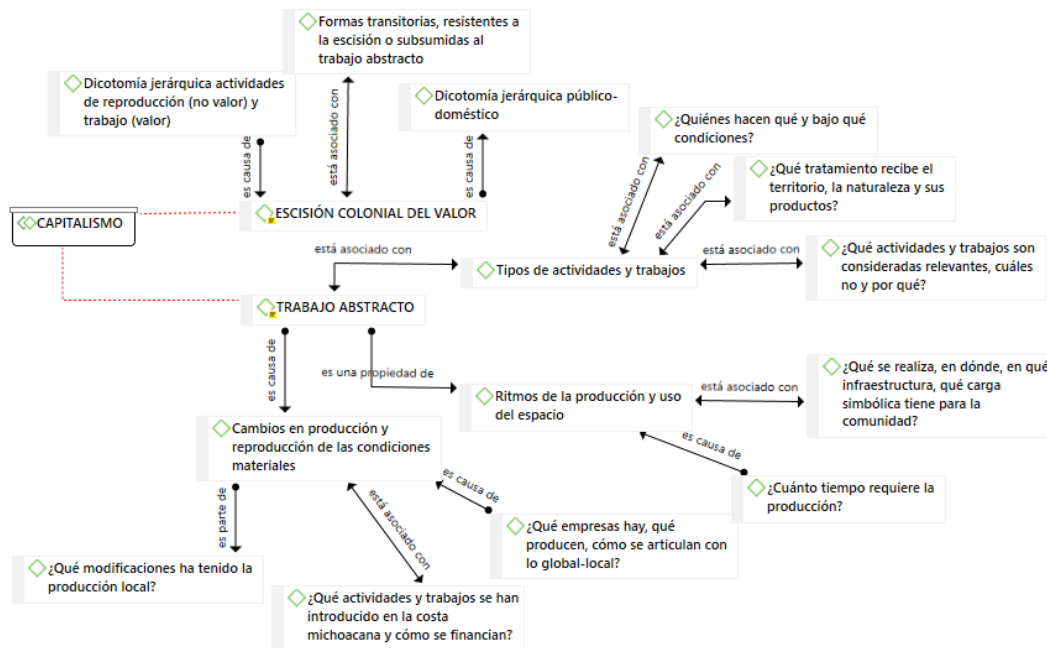 Formas transitorias, resistentes a
la escisión o subsumidas al
trabajo abstracto
Dicotomía jerárquica actividades
de reproducción (no valor) y
trabajo (valor)
Dicotomía jerárquica público-
doméstico
¿Quiénes hacen qué y bajo qué
condiciones?
es causa de
está asociado con
es causa de
¿Qué tratamiento recibe el
territorio, la naturaleza y sus
productos?
está asociado con
está asociado con
CAPITALISMO
ESCISIÓN COLONIAL DEL VALOR
está asociado con
Tipos de actividades y trabajos
está asociado con
¿Qué actividades y trabajos son
consideradas relevantes, cuáles
no y por qué?
TRABAJO ABSTRACTO
es causa de
es una propiedad de
Ritmos de la producción y uso
del espacio
está asociado con
¿Qué se realiza, en dónde, en qué
infraestructura, qué carga
simbólica tiene para la
comunidad?
Cambios en producción y
reproducción de las condiciones
materiales
es causa de
¿Cuánto tiempo requiere la
producción?
es parte de
está asociado con
es causa de
¿Qué empresas hay, qué
producen, cómo se articulan con
lo global-local?
¿Qué modificaciones ha tenido la
producción local?
¿Qué actividades y trabajos se han
introducido en la costa
michoacana y cómo se financian?